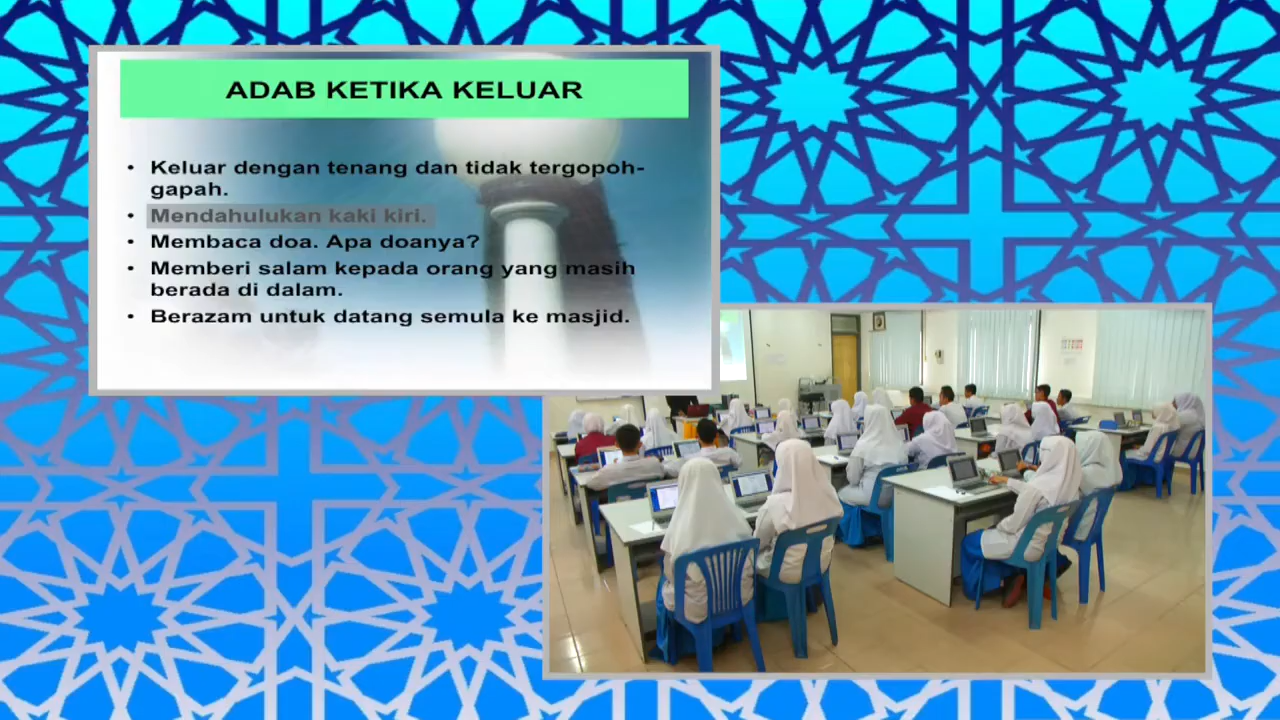 ADAB KETIKA KELUAR
• Keluar dengan tenang dan tidak tergopoh-
gapah.
• Mendahulukan kaki kiri.
• Membaca doa. Apa doanya?
• Memberi salam kepada orang yang masih
berada di dalam.
• Berazam untuk datang semula ke masjid.